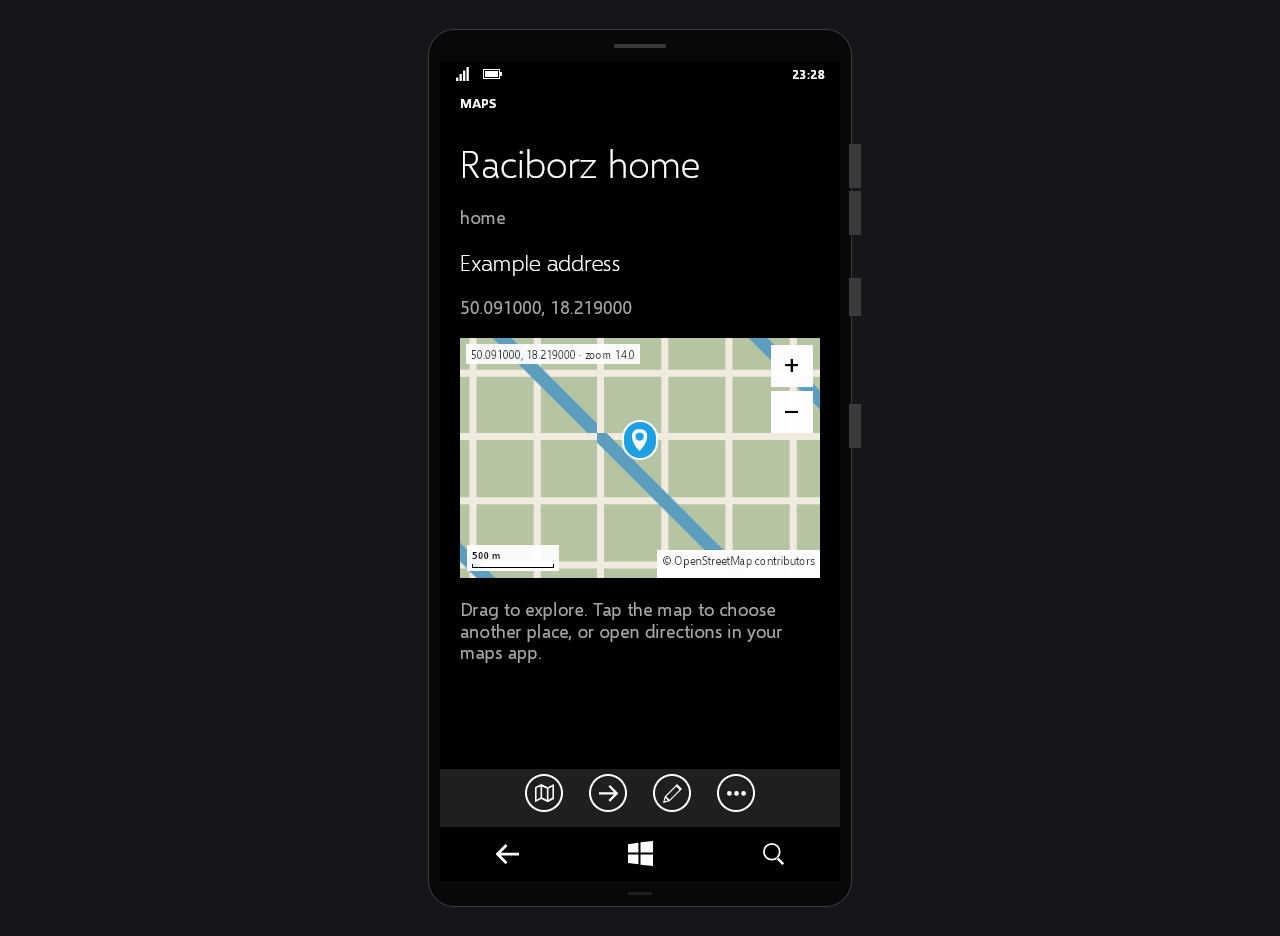 23:28
MAPS
Raciborz home
home
Example address
50.091000, 18.219000
50.091000, 18.219000 · zoom 14.0
+
−
500 m
© OpenStreetMap contributors
Drag to explore. Tap the map to choose
another place, or open directions in your
maps app.